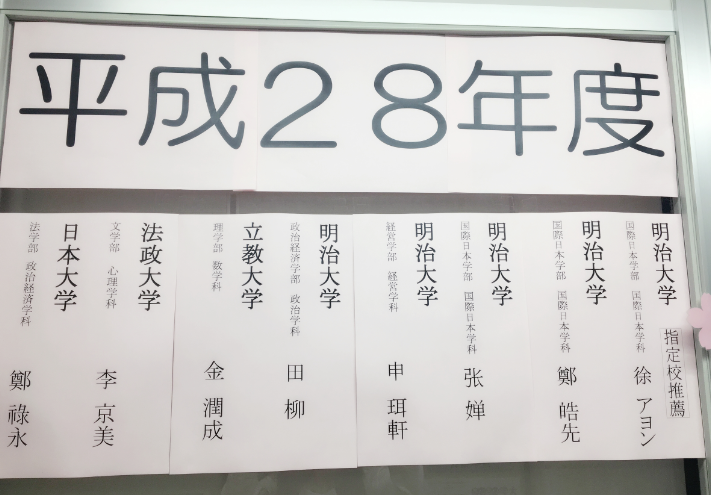 平成２８年度
明治大学 指定校推薦
国際日本学部 国際日本学科 徐 アヨン
明治大学
国際日本学部 国際日本学科 鄭 皓先
明治大学
国際日本学部 国際日本学科 张 婵
明治大学
経営学部 経営学科 申 珥軒
明治大学
政治経済学部 政治学科 田 柳
立教大学
理学部 数学科 金 潤成
法政大学
文学部 心理学科 李 京美
日本大学
法学部 政治経済学科 鄭 祿永